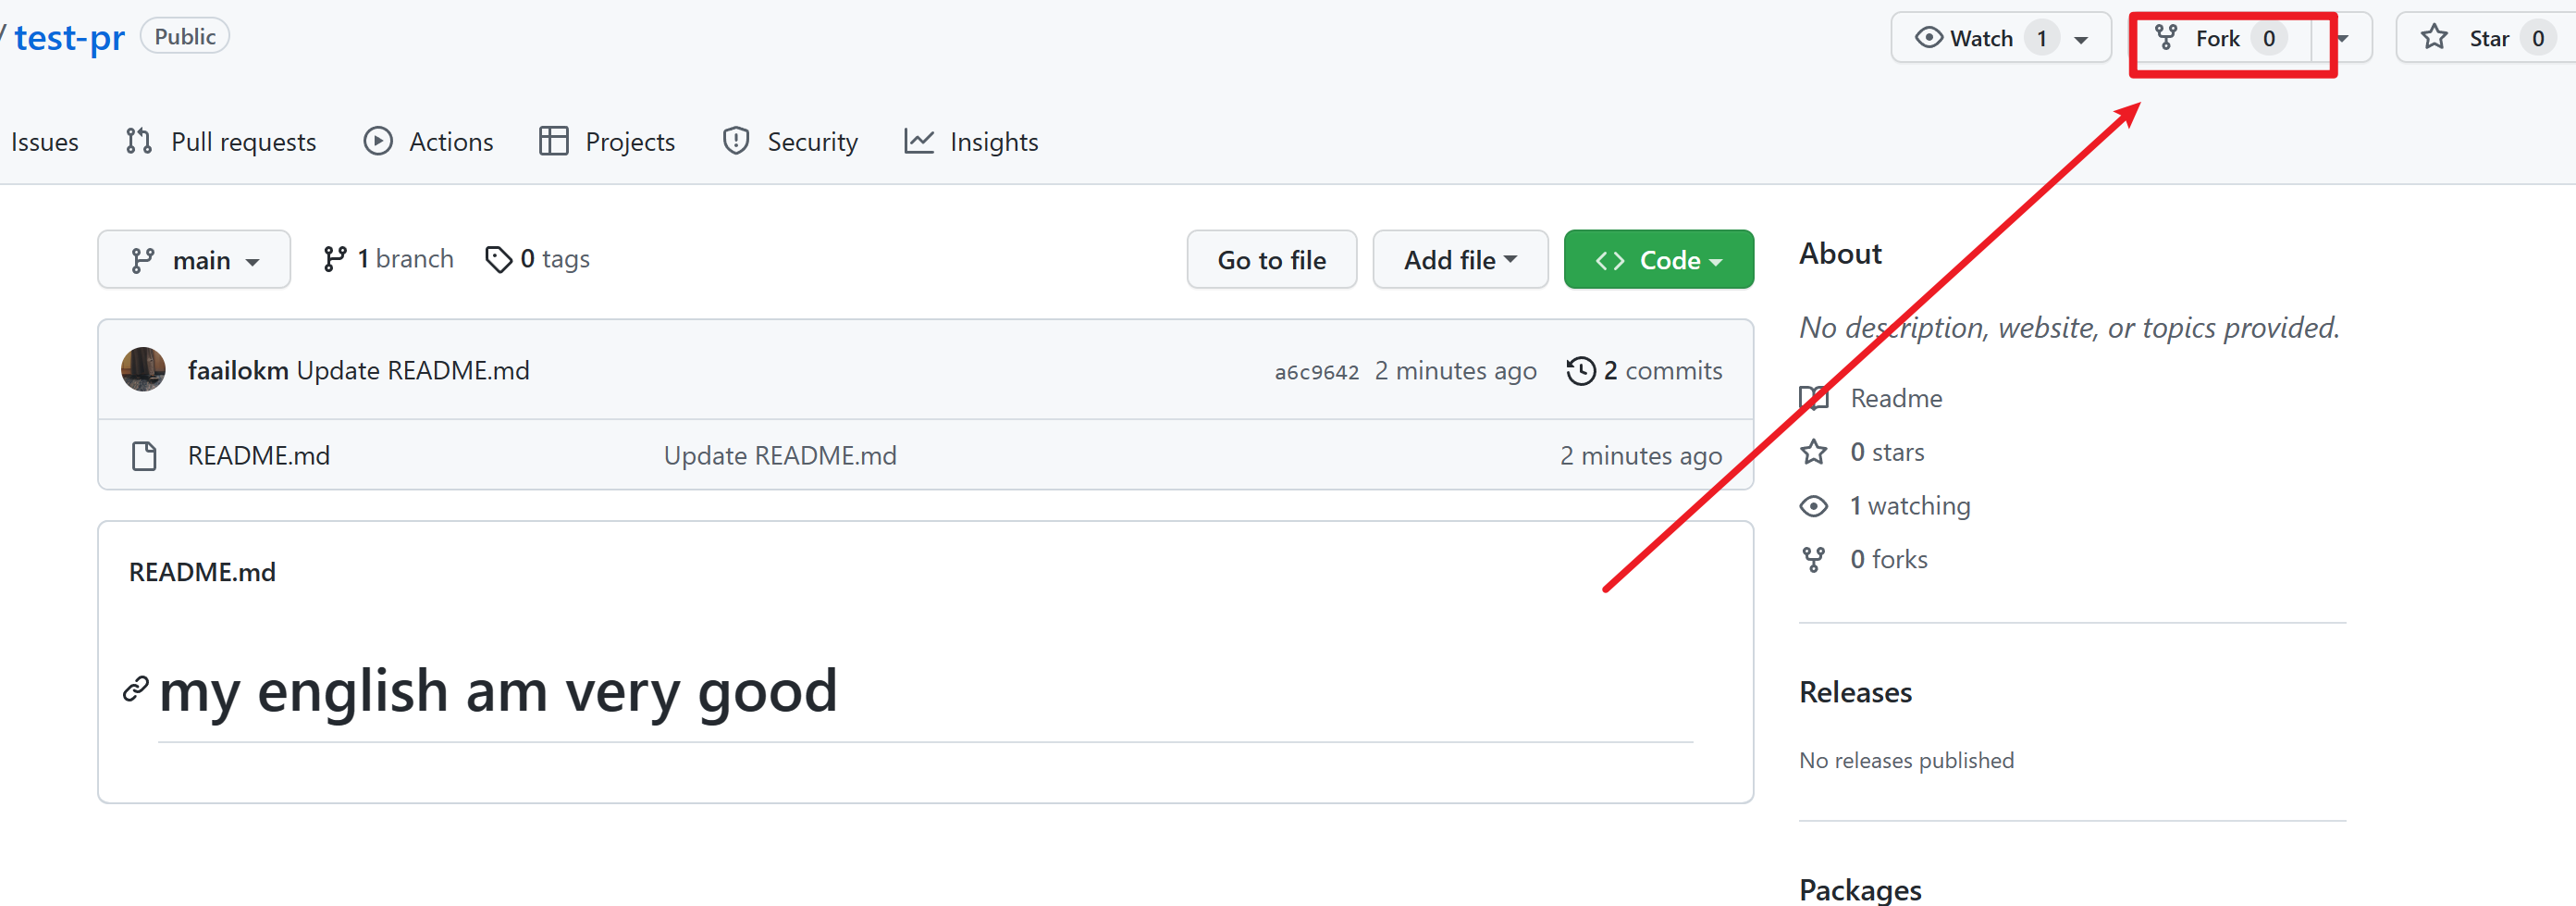 / test-pr Public Watch 1 Fork 0 Star 0
Issues Pull requests Actions Projects Security Insights
main 1 branch 0 tags Go to file Add file Code
faailokm Update README.md a6c9642 2 minutes ago 2 commits
README.md Update README.md 2 minutes ago
README.md
my english am very good
About
No description, website, or topics provided.
Readme
0 stars
1 watching
0 forks
Releases
No releases published
Packages